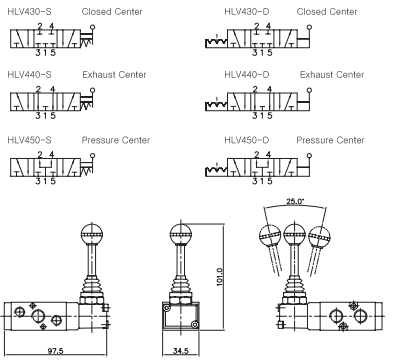 HLV430-S Closed Center
2 4
3 1 5
HLV430-D Closed Center
2 4
3 1 5
HLV440-S Exhaust Center
2 4
3 1 5
HLV440-D Exhaust Center
2 4
3 1 5
HLV450-S Pressure Center
2 4
3 1 5
HLV450-D Pressure Center
2 4
3 1 5
25.0°
101.0
97.5
34.5